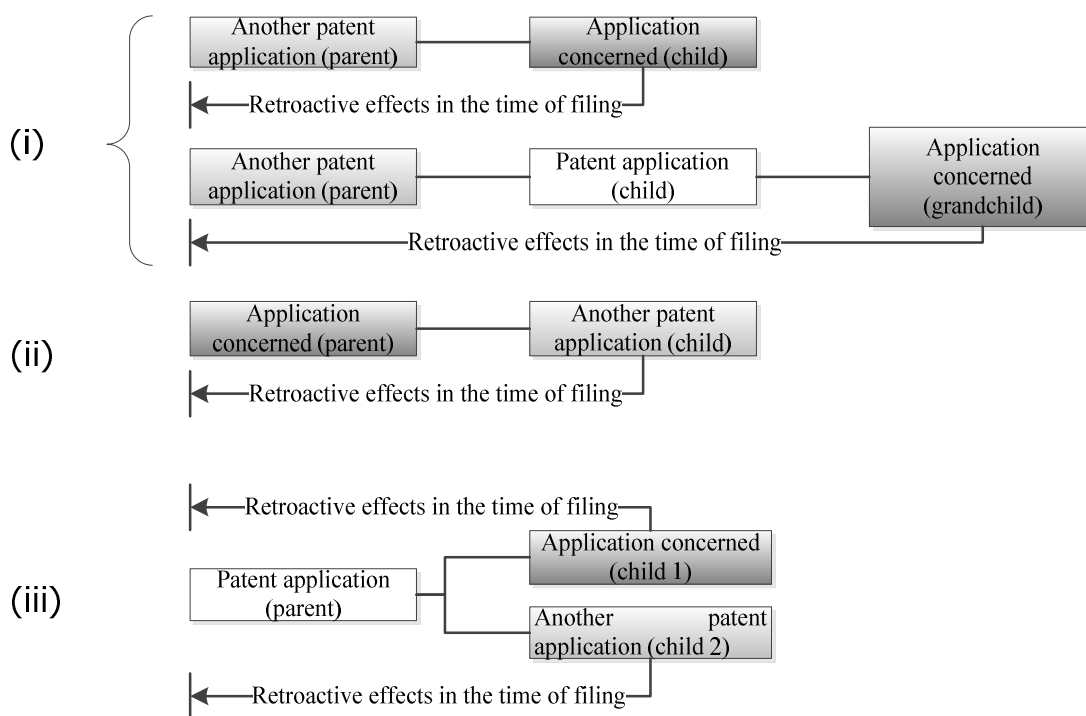 (i)
Another patent
application (parent)
Application
concerned (child)
Retroactive effects in the time of filing
Another patent
application (parent)
Patent application
(child)
Application
concerned
(grandchild)
Retroactive effects in the time of filing
(ii)
Application
concerned (parent)
Another patent
application (child)
Retroactive effects in the time of filing
(iii)
Retroactive effects in the time of filing
Patent application
(parent)
Application concerned
(child 1)
Another patent
application (child 2)
Retroactive effects in the time of filing